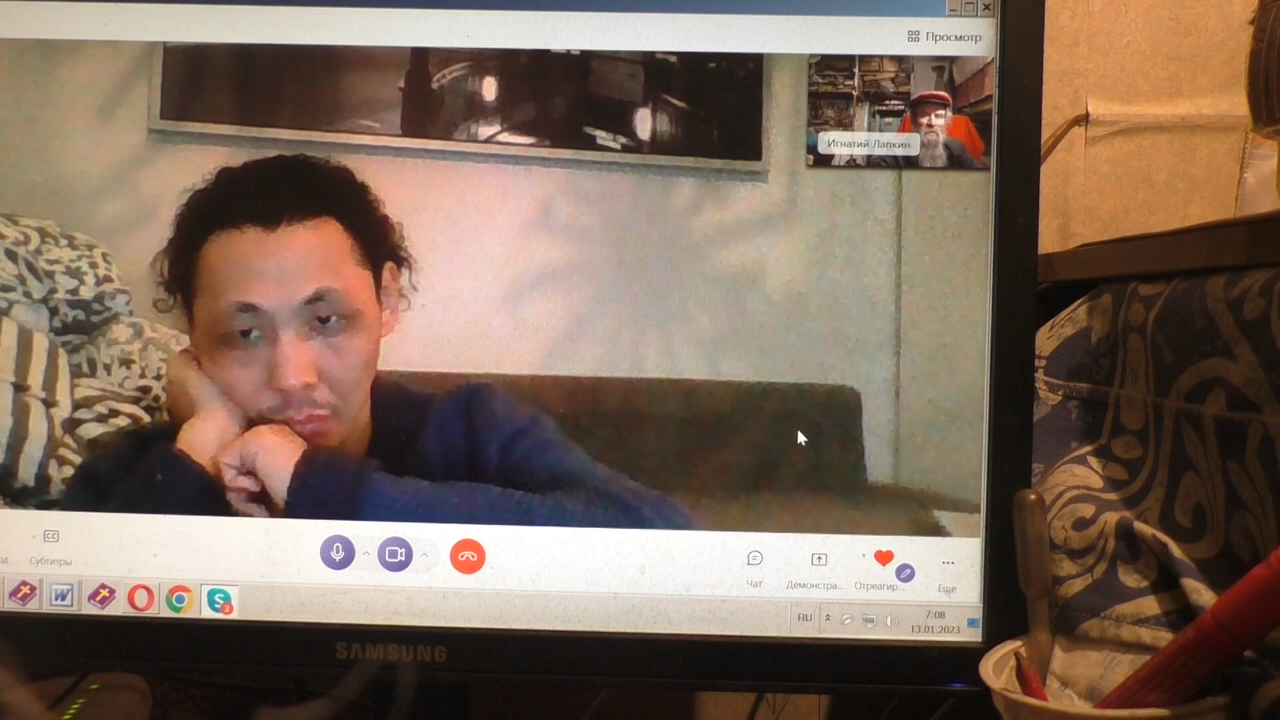 Просмотр
Игнатий Лапкин
Субтитры
Чат
Демонстра...
Отреагир...
Еще
RU
7:08
13.01.2023
SAMSUNG